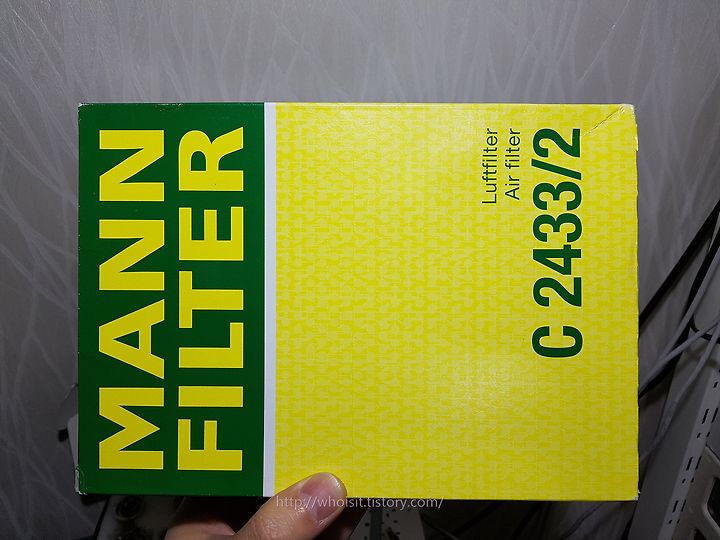 MANN
FILTER
Luftfilter
Air filter
C 2433/2
http://whoisit.tistory.com/